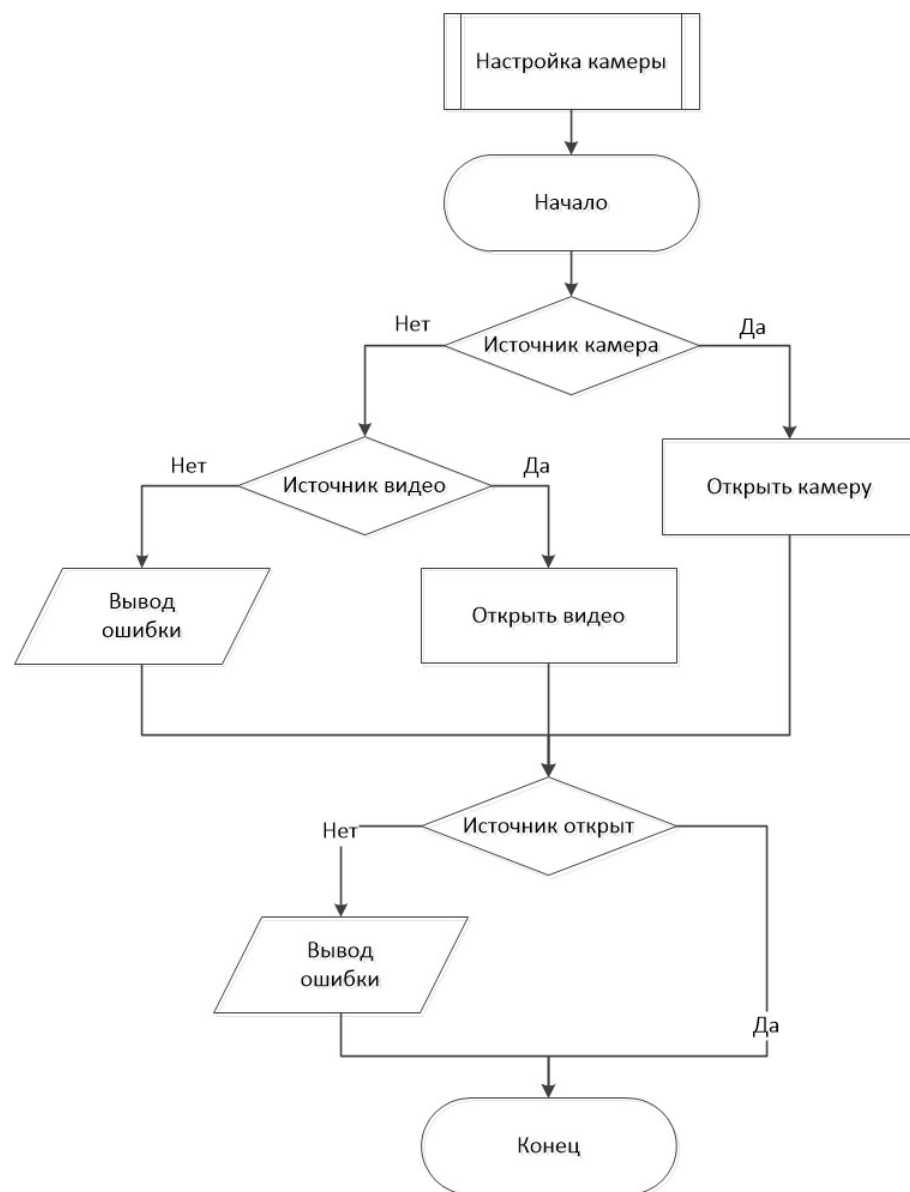 Настройка камеры
Начало
Нет
Да
Источник камера
Нет
Да
Источник видео
Открыть камеру
Вывод
ошибки
Открыть видео
Источник открыт
Нет
Вывод
ошибки
Да
Конец